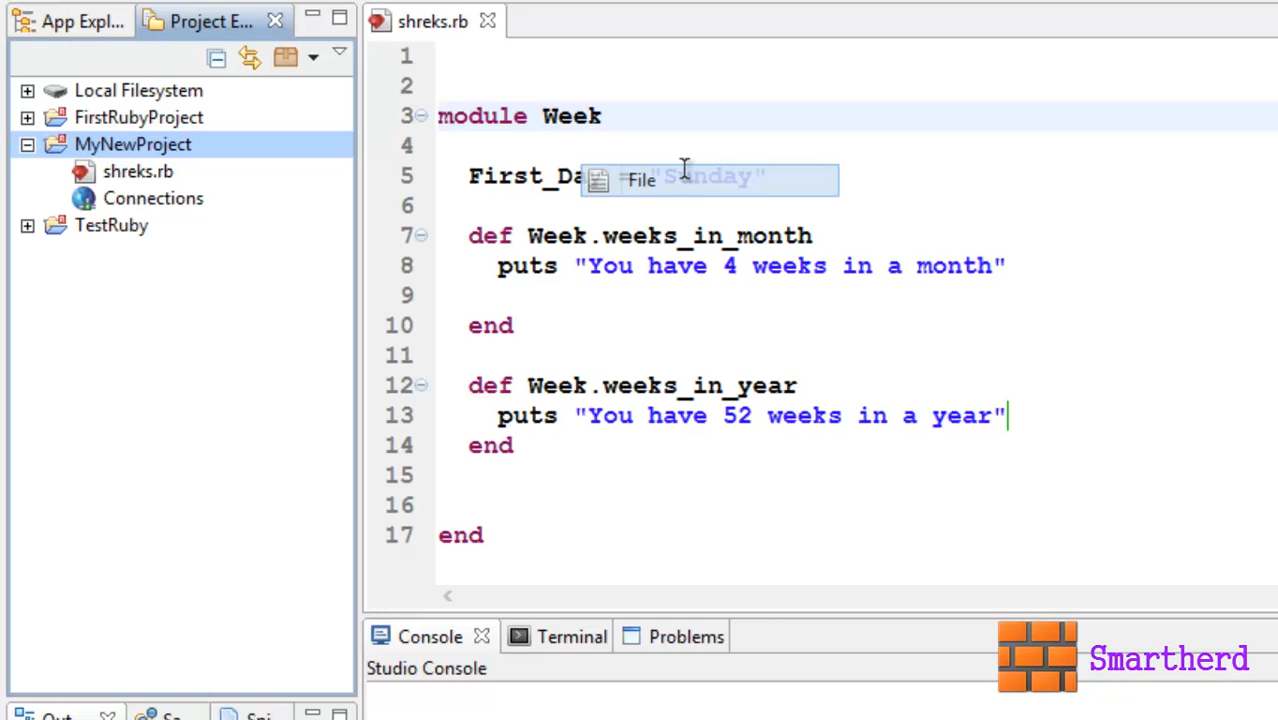 App Expl...
Project E...
Local Filesystem
FirstRubyProject
MyNewProject
shreks.rb
Connections
TestRuby
shreks.rb
1
2
3 module Week
4
5 First_Da = "Sunday"
File
6
7 def Week.weeks_in_month
8 puts "You have 4 weeks in a month"
9
10 end
11
12 def Week.weeks_in_year
13 puts "You have 52 weeks in a year"
14 end
15
16
17 end
Console
Terminal
Problems
Studio Console
Smartherd